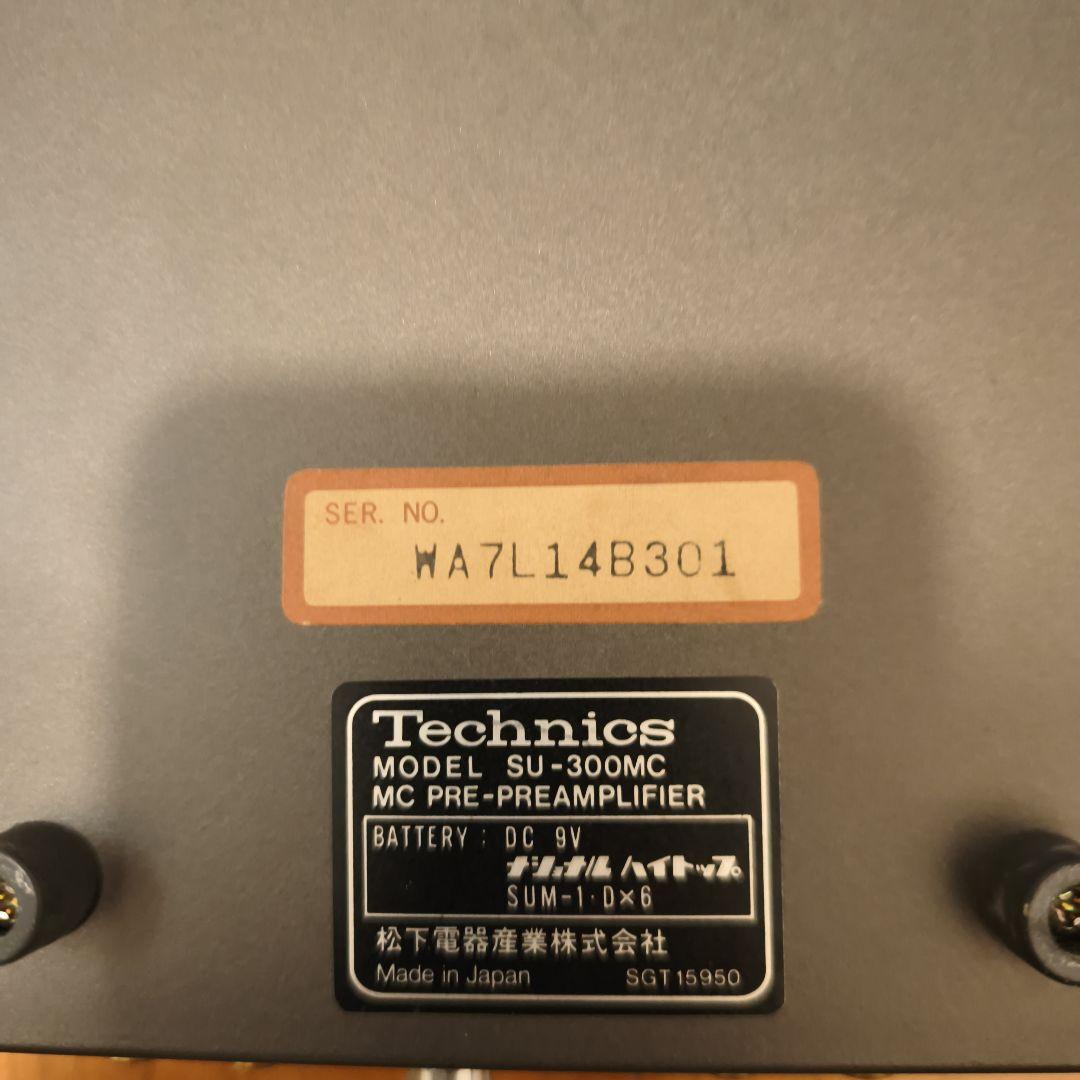 SER. NO.
WA7L14B301
Technics
MODEL SU-300MC
MC PRE-PREAMPLIFIER
BATTERY : DC 9V
ナショナル ハイトップ
SUM-1·D×6
松下電器産業株式会社
Made in Japan SGT15950